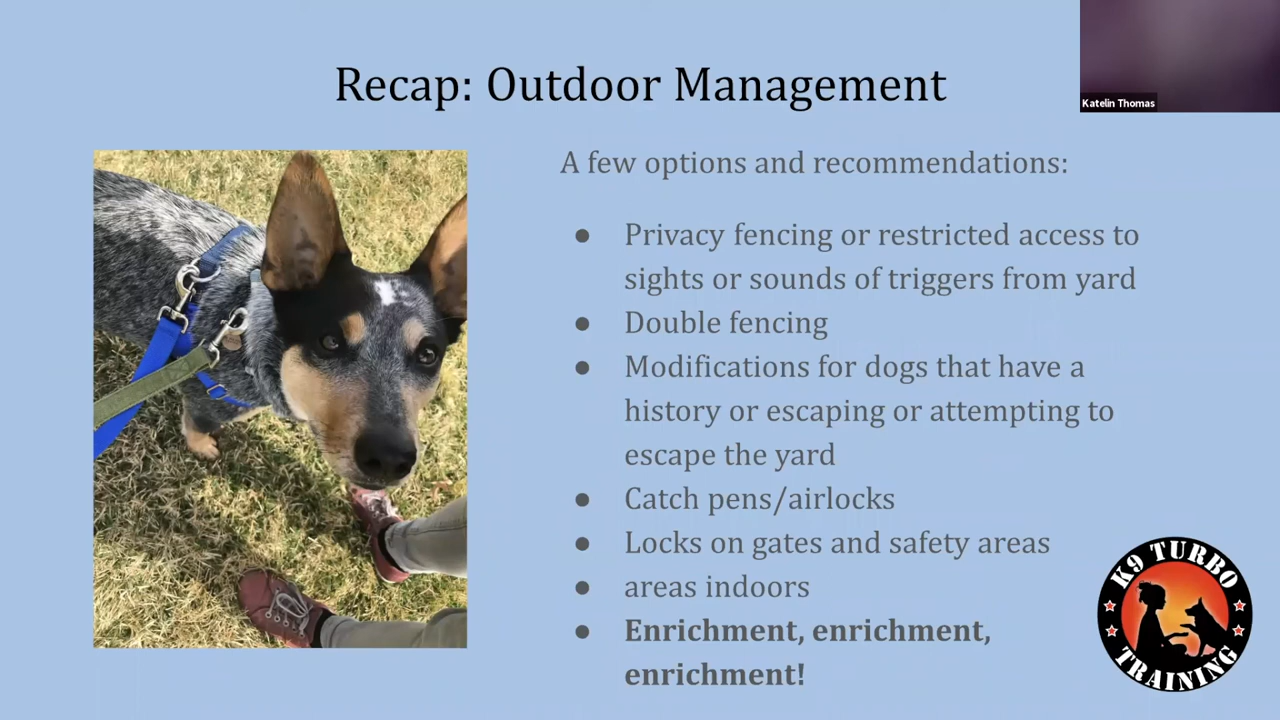 Recap: Outdoor Management
Katelin Thomas
A few options and recommendations:
● Privacy fencing or restricted access to
sights or sounds of triggers from yard
● Double fencing
● Modifications for dogs that have a
history or escaping or attempting to
escape the yard
● Catch pens/airlocks
● Locks on gates and safety areas
● areas indoors
● Enrichment, enrichment,
enrichment!
K9 TURBO
TRAINING